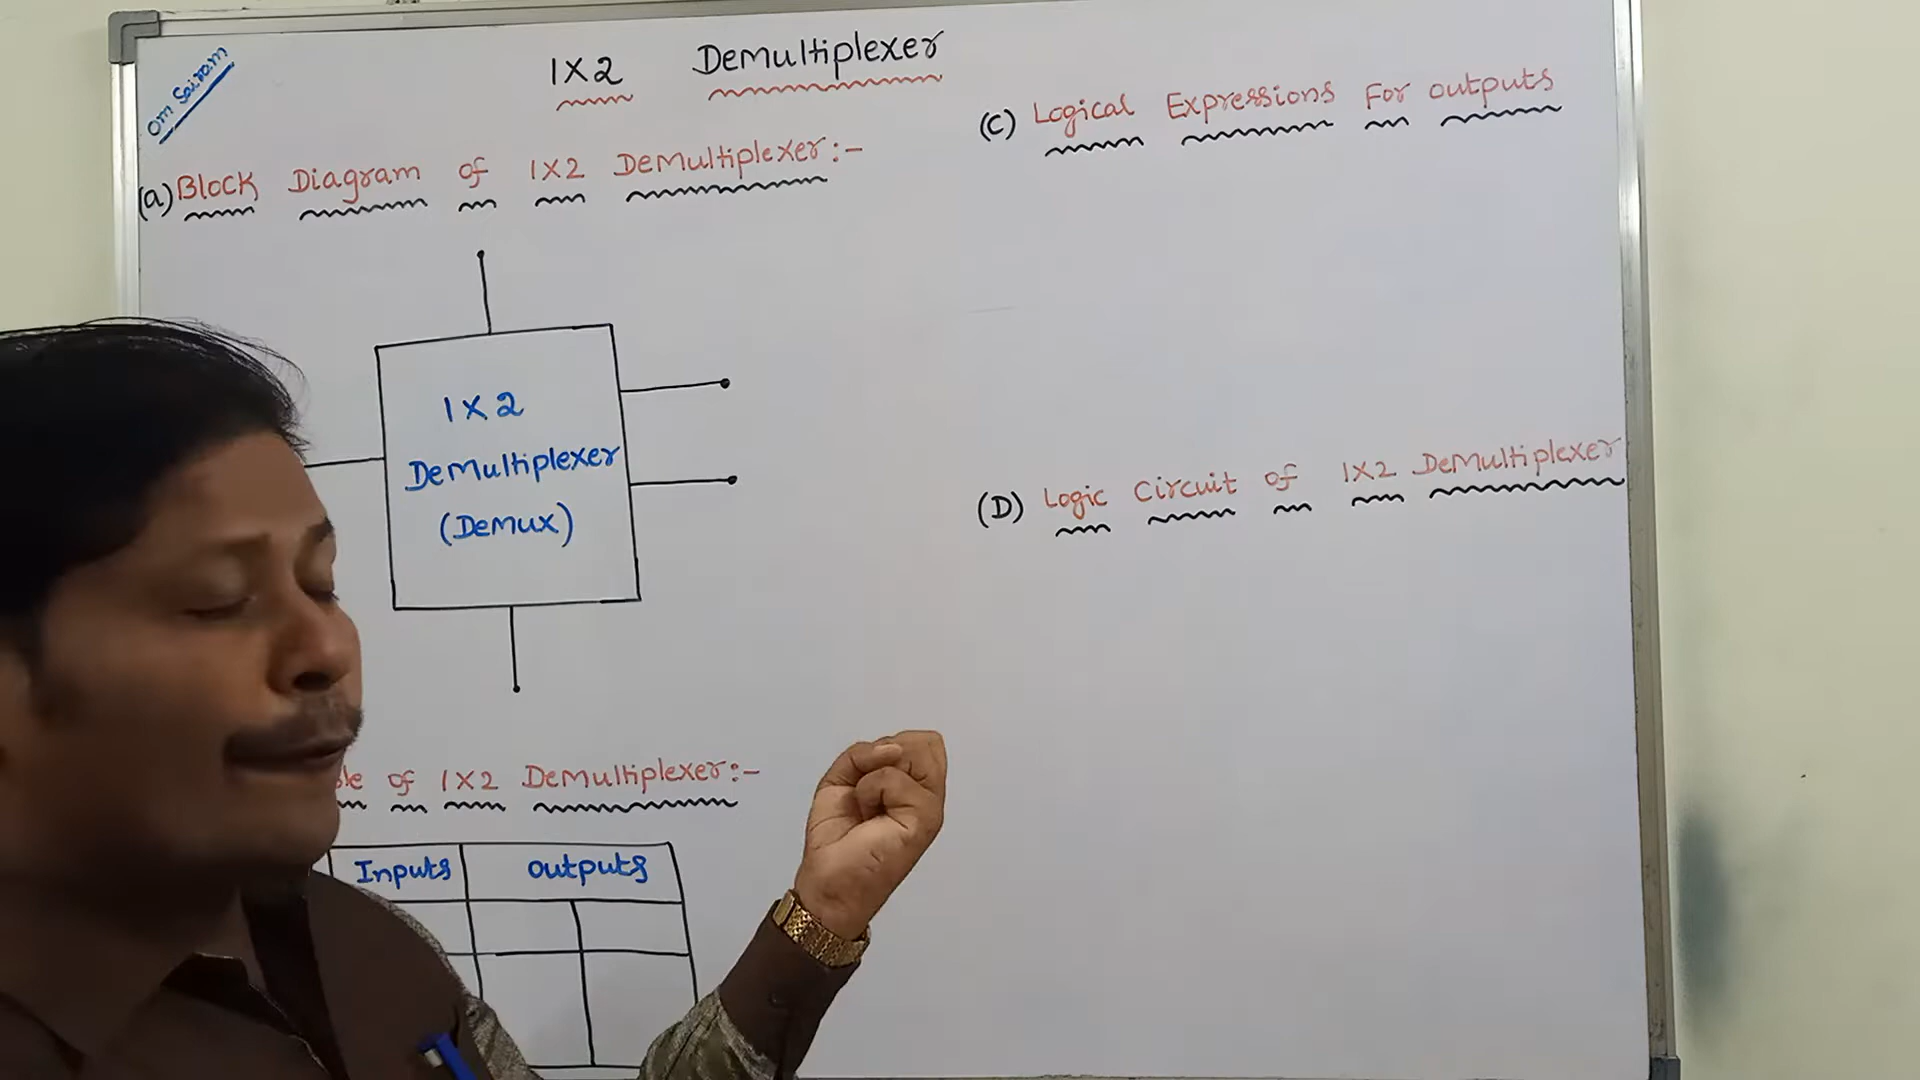 Om Sairam
1X2 Demultiplexer
(a) Block Diagram of 1X2 Demultiplexer:-
1X2
Demultiplexer
(Demux)
of 1X2 Demultiplexer:-
Inputs outputs
(C) Logical Expressions For outputs
(D) Logic Circuit of 1X2 Demultiplexer